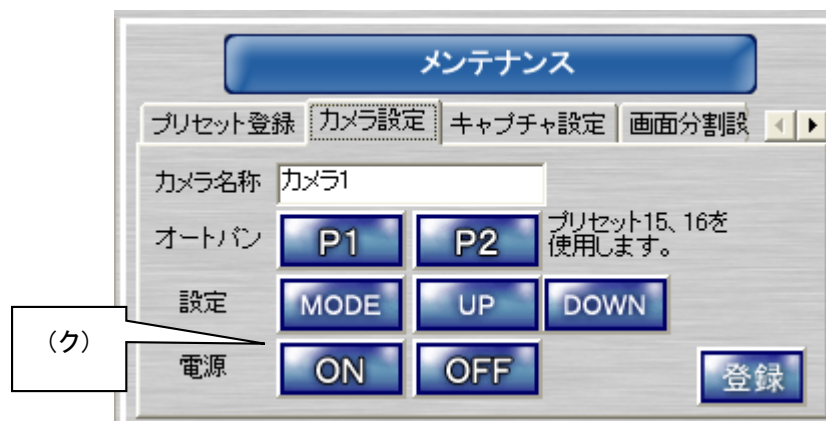 メンテナンス
プリセット登録 カメラ設定 キャプチャ設定 画面分割設
カメラ名称 カメラ1
オートパン P1 P2 プリセット15、16を
使用します。
設定 MODE UP DOWN
(ク)
電源 ON OFF 登録